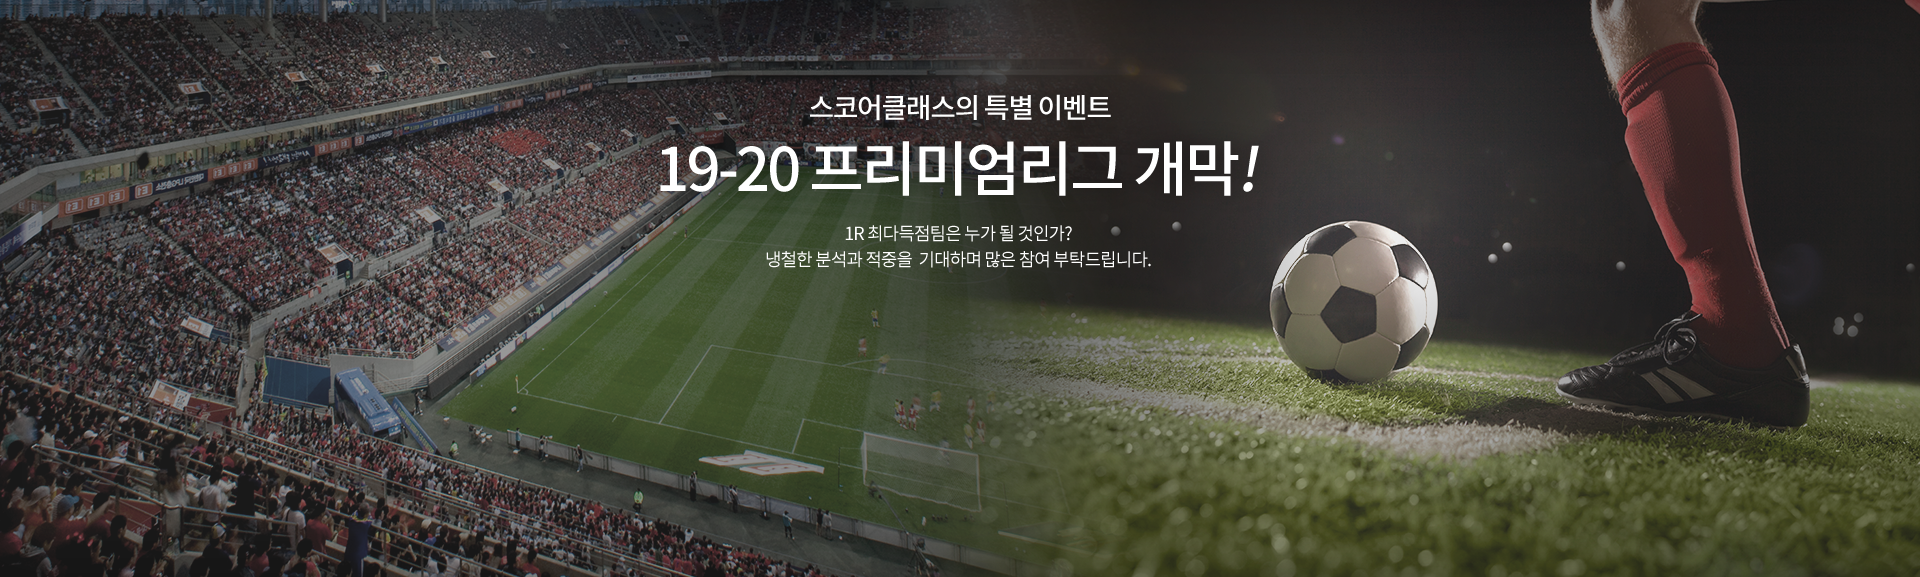 스코어클래스의 특별 이벤트
19-20 프리미엄리그 개막!
1R 최다득점팀은 누가 될 것인가?
냉철한 분석과 적중을 기대하며 많은 참여 부탁드립니다.